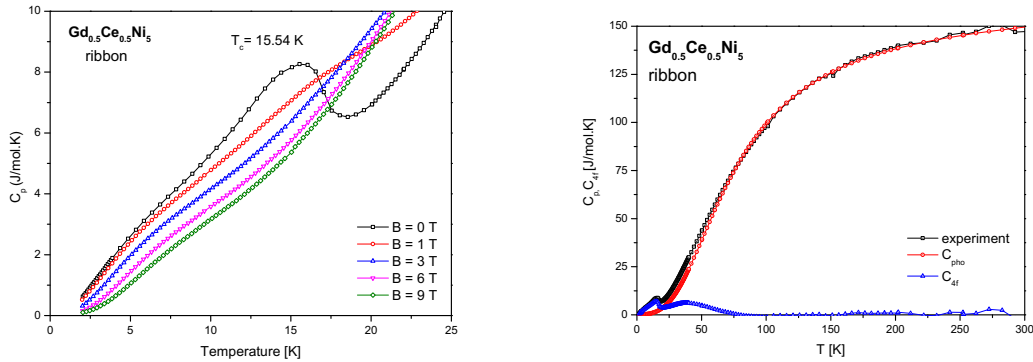 Gd0.5Ce0.5Ni5
ribbon
Tc= 15.54 K
Cp (J/mol.K)
10
8
6
4
2
0
B = 0 T
B = 1 T
B = 3 T
B = 6 T
B = 9 T
0 5 10 15 20 25
Temperature [K]
Gd0.5Ce0.5Ni5
ribbon
Cp, C4f [J/mol.K]
150
125
100
75
50
25
0
experiment
Cpho
C4f
0 50 100 150 200 250 300
T [K]